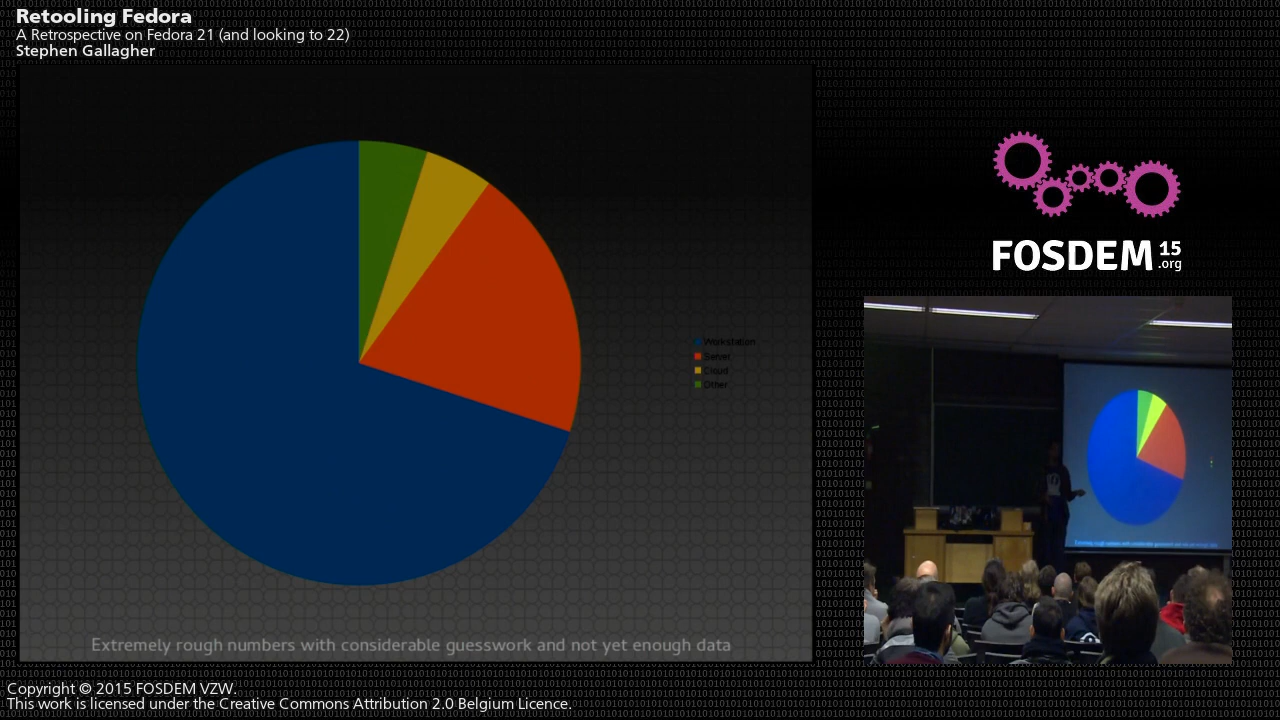 Retooling Fedora
A Retrospective on Fedora 21 (and looking to 22)
Stephen Gallagher
Workstation
Server
Cloud
Other
Extremely rough numbers with considerable guesswork and not yet enough data
FOSDEM 15
.org
Copyright © 2015 FOSDEM VZW.
This work is licensed under the Creative Commons Attribution 2.0 Belgium Licence.